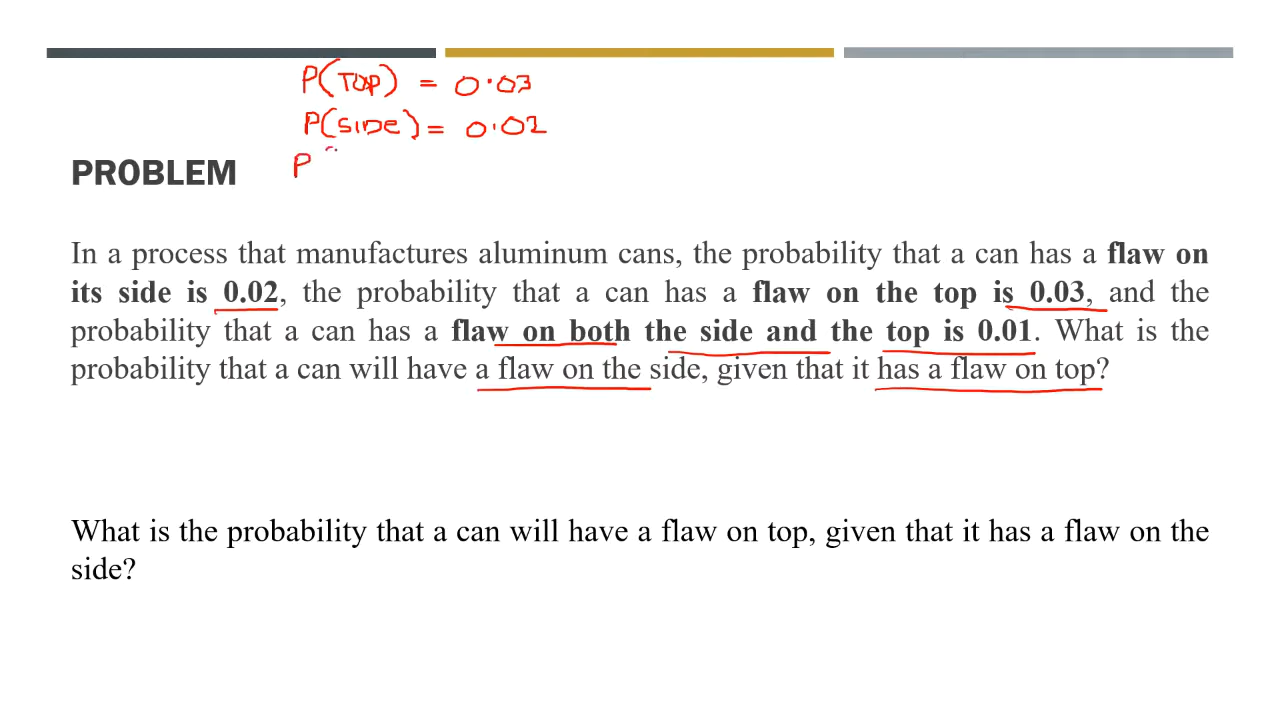 P(TOP) = 0.03
P(SIDE) = 0.02
P
PROBLEM
In a process that manufactures aluminum cans, the probability that a can has a flaw on
its side is 0.02, the probability that a can has a flaw on the top is 0.03, and the
probability that a can has a flaw on both the side and the top is 0.01. What is the
probability that a can will have a flaw on the side, given that it has a flaw on top?
What is the probability that a can will have a flaw on top, given that it has a flaw on the
side?